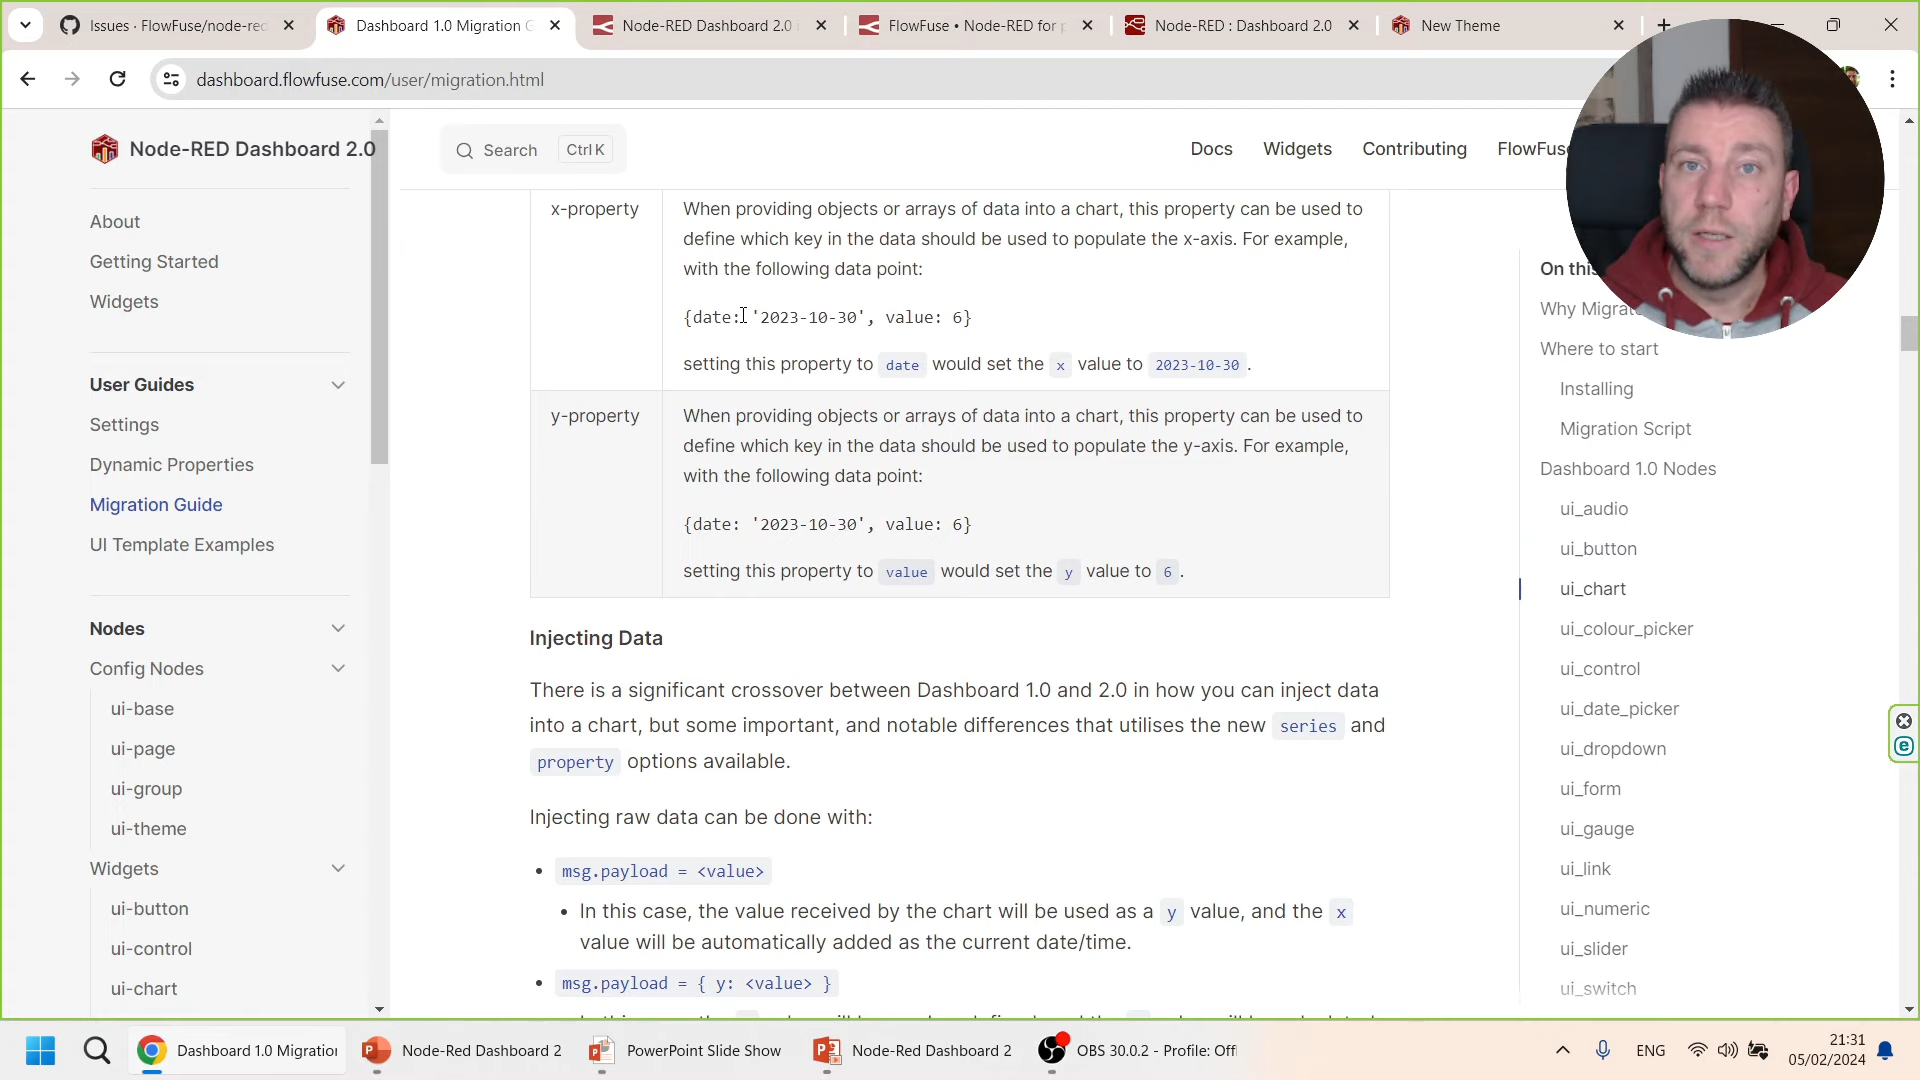 Issues · FlowFuse/node-red
Dashboard 1.0 Migration G
Node-RED Dashboard 2.0 i
FlowFuse • Node-RED for p
Node-RED : Dashboard 2.0
New Theme
dashboard.flowfuse.com/user/migration.html
Node-RED Dashboard 2.0
Search Ctrl K
Docs Widgets Contributing FlowFuse
About
Getting Started
Widgets
User Guides
Settings
Dynamic Properties
Migration Guide
UI Template Examples
Nodes
Config Nodes
ui-base
ui-page
ui-group
ui-theme
Widgets
ui-button
ui-control
ui-chart
x-property
When providing objects or arrays of data into a chart, this property can be used to
define which key in the data should be used to populate the x-axis. For example,
with the following data point:
{date: '2023-10-30', value: 6}
setting this property to date would set the x value to 2023-10-30.
y-property
When providing objects or arrays of data into a chart, this property can be used to
define which key in the data should be used to populate the y-axis. For example,
with the following data point:
{date: '2023-10-30', value: 6}
setting this property to value would set the y value to 6.
Injecting Data
There is a significant crossover between Dashboard 1.0 and 2.0 in how you can inject data
into a chart, but some important, and notable differences that utilises the new series and
property options available.
Injecting raw data can be done with:
• msg.payload = <value>
• In this case, the value received by the chart will be used as a y value, and the x
value will be automatically added as the current date/time.
• msg.payload = { y: <value> }
On this
Why Migrate
Where to start
Installing
Migration Script
Dashboard 1.0 Nodes
ui_audio
ui_button
ui_chart
ui_colour_picker
ui_control
ui_date_picker
ui_dropdown
ui_form
ui_gauge
ui_link
ui_numeric
ui_slider
ui_switch
Dashboard 1.0 Migration
Node-Red Dashboard 2
PowerPoint Slide Show
Node-Red Dashboard 2
OBS 30.0.2 - Profile: Off
ENG
21:31
05/02/2024